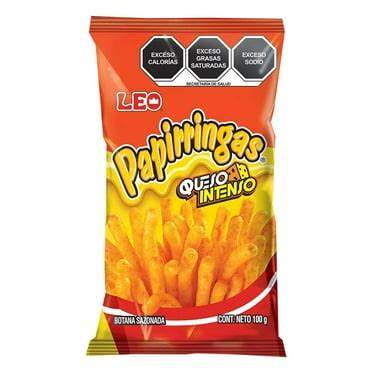 EXCESO
CALORÍAS
EXCESO
GRASAS
SATURADAS
EXCESO
SODIO
SECRETARÍA DE SALUD
LEO
Papirringas®
QUESO
INTENSO
BOTANA SAZONADA
CONT. NETO 100 g